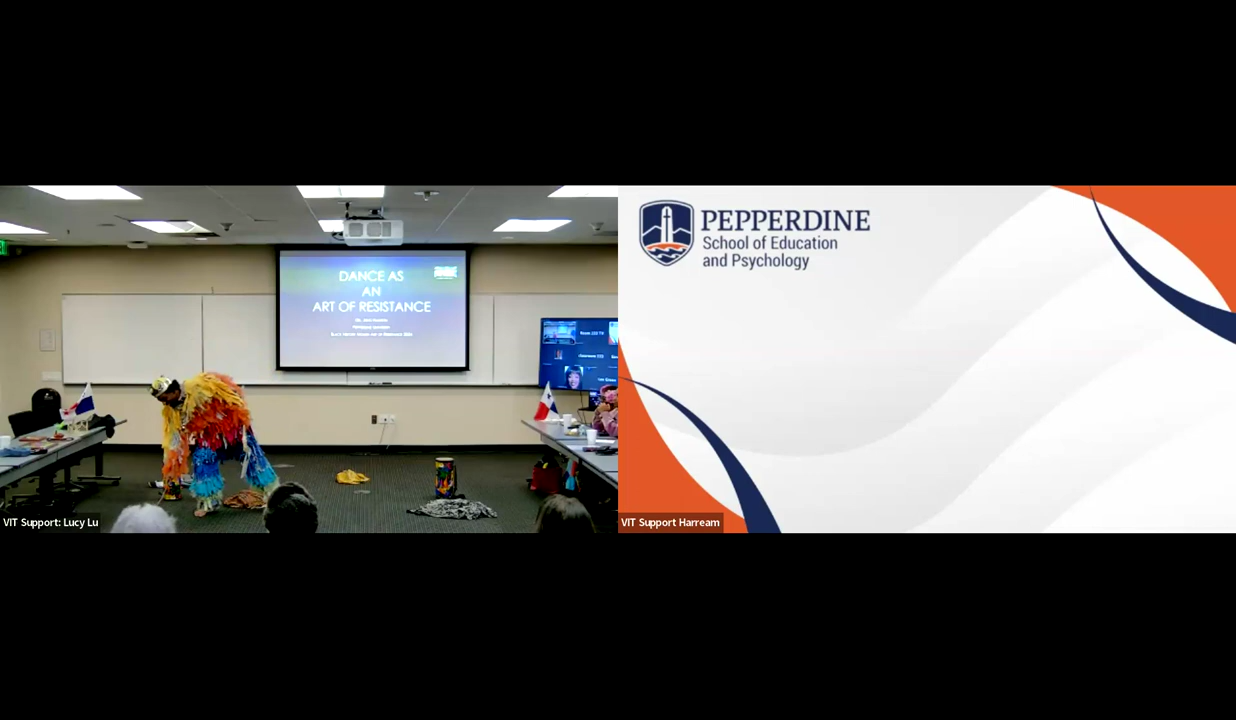 DANCE AS
AN
ART OF RESISTANCE
VIT Support: Lucy Lu
PEPPERDINE
School of Education
and Psychology
VIT Support Harream